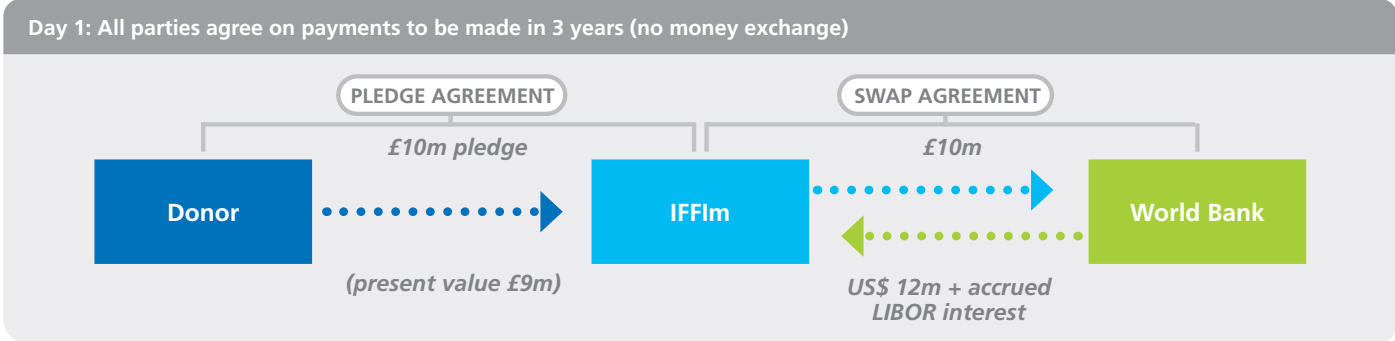 Day 1: All parties agree on payments to be made in 3 years (no money exchange)
PLEDGE AGREEMENT
SWAP AGREEMENT
£10m pledge
£10m
Donor
IFFIm
World Bank
(present value £9m)
US$ 12m + accrued
LIBOR interest